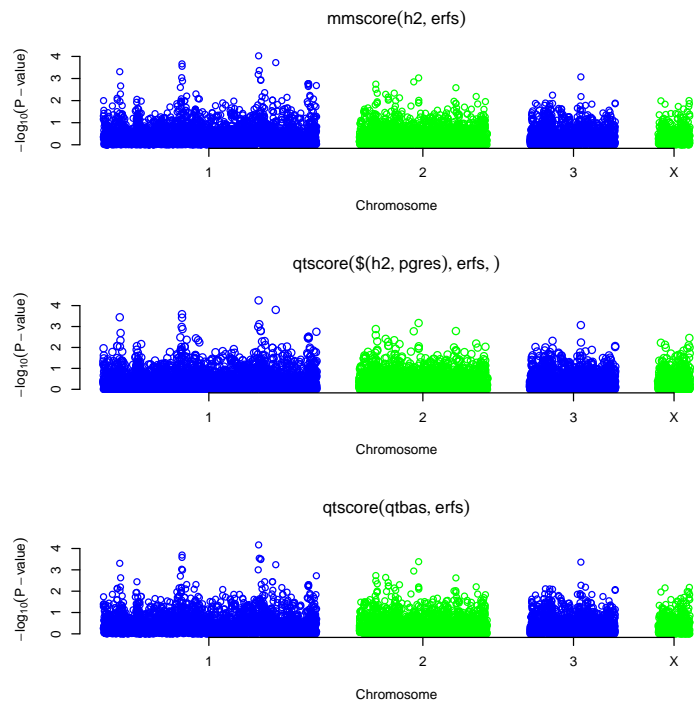 mmscore(h2, erfs)
4
3
2
1
0
−log10(P − value)
1 2 3 X
Chromosome
qtscore($(h2, pgres), erfs, )
4
3
2
1
0
−log10(P − value)
1 2 3 X
Chromosome
qtscore(qtbas, erfs)
4
3
2
1
0
−log10(P − value)
1 2 3 X
Chromosome